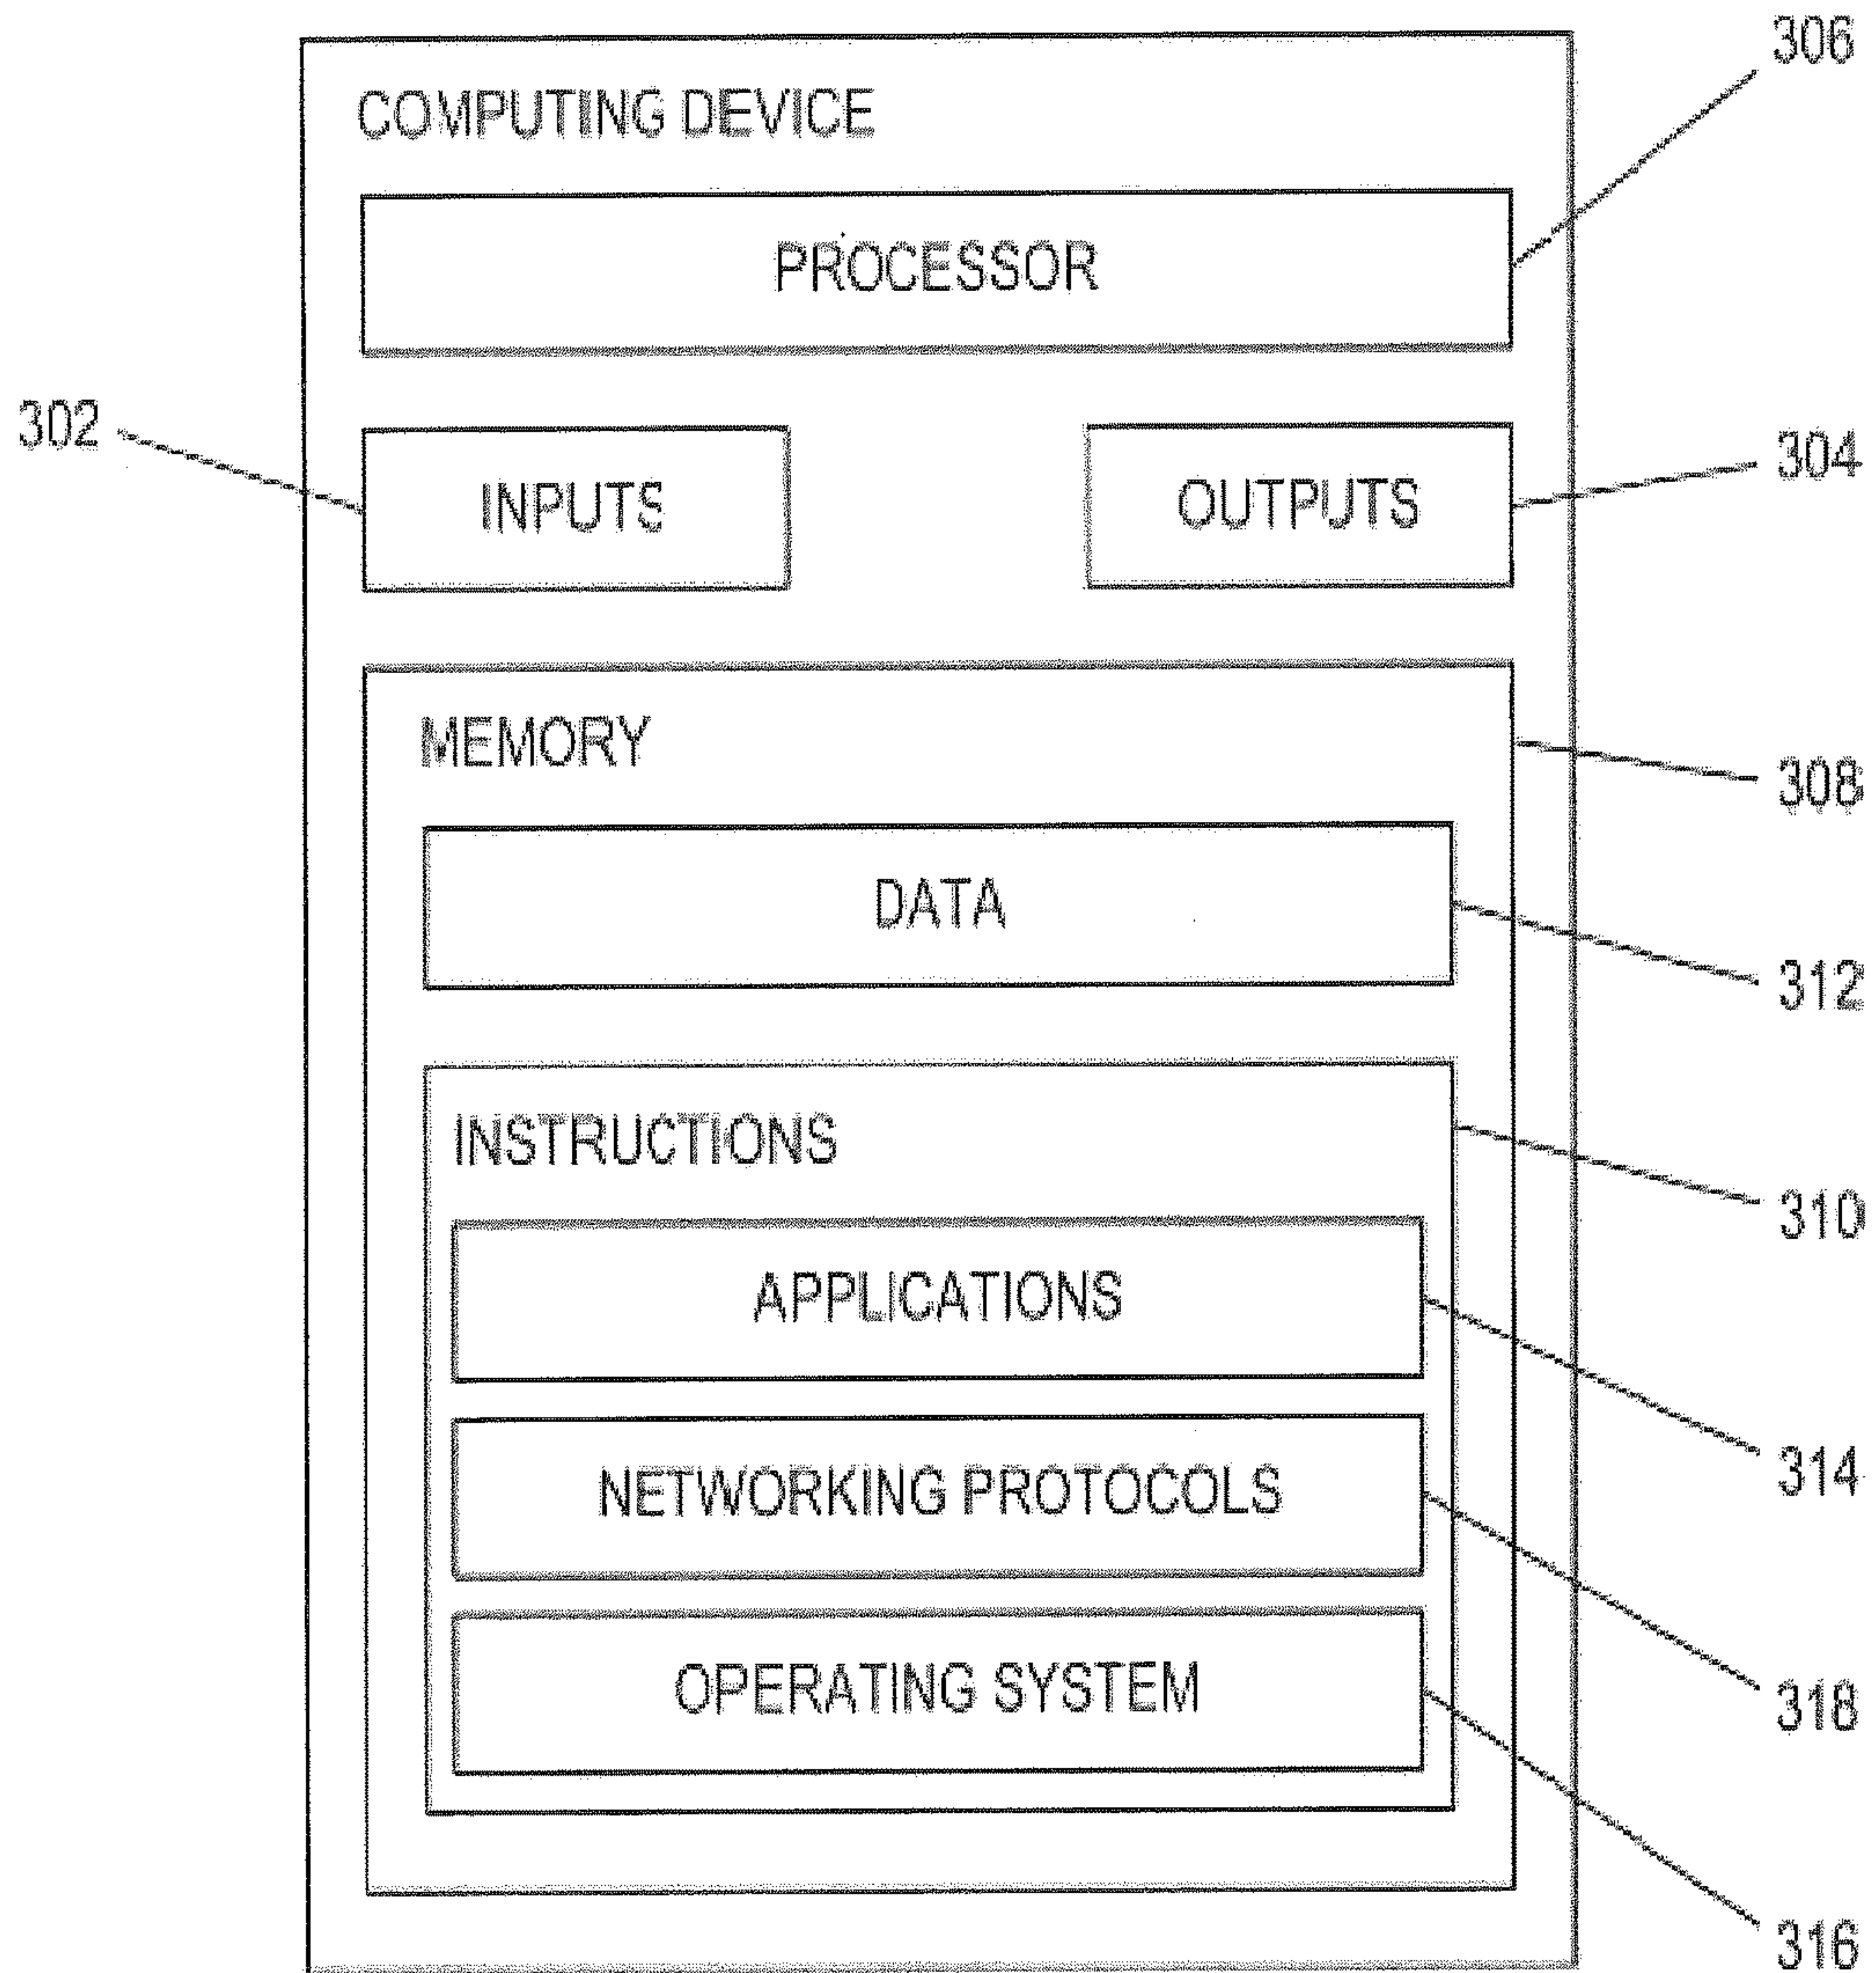 306
COMPUTING DEVICE
PROCESSOR
302
INPUTS
OUTPUTS
304
MEMORY
308
DATA
312
INSTRUCTIONS
310
APPLICATIONS
314
NETWORKING PROTOCOLS
318
OPERATING SYSTEM
316